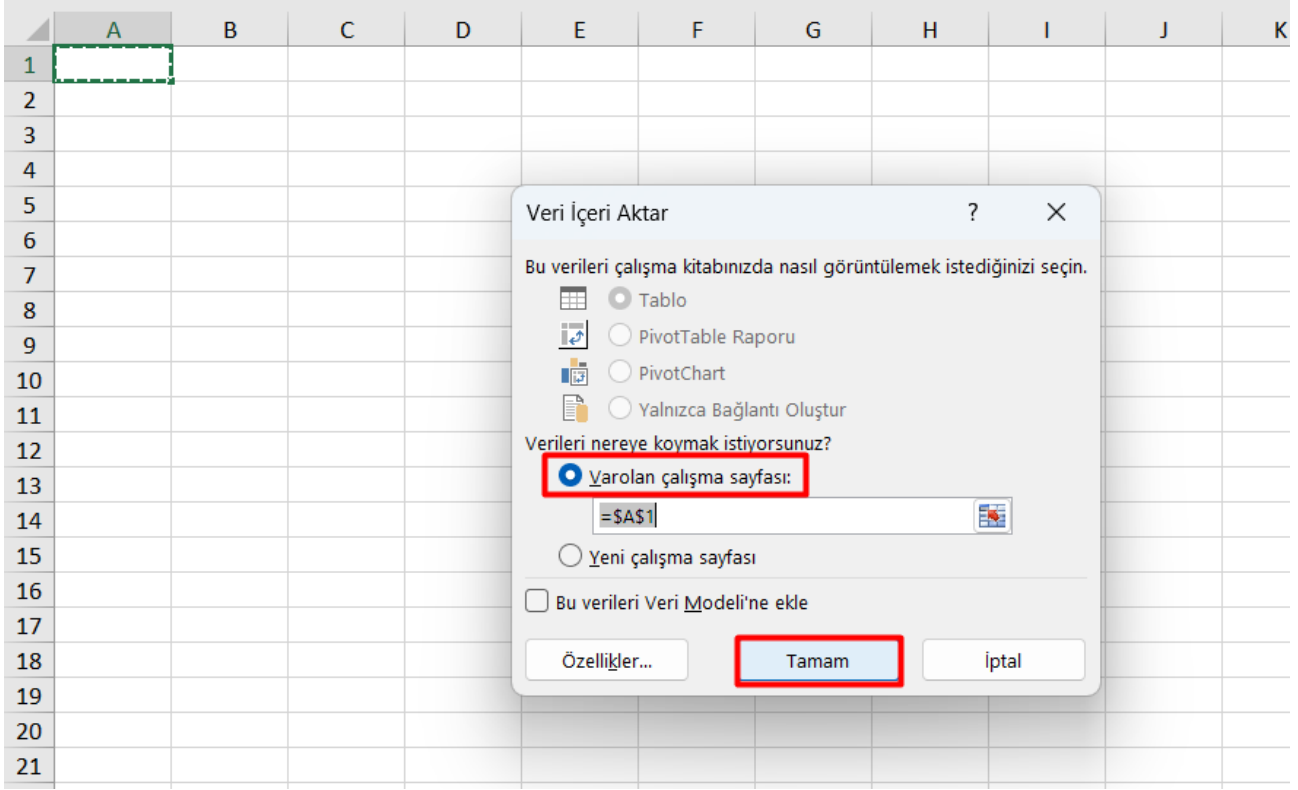 A B C D E F G H I J K
1
2
3
4
5
Veri İçeri Aktar ?
6
7
Bu verileri çalışma kitabınızda nasıl görüntülemek istediğinizi seçin.
8
Tablo
9
PivotTable Raporu
10
PivotChart
11
Yalnızca Bağlantı Oluştur
12
Verileri nereye koymak istiyorsunuz?
13
Varolan çalışma sayfası:
14
=$A$1
15
Yeni çalışma sayfası
16
Bu verileri Veri Modeli'ne ekle
17
18
Özellikler... Tamam İptal
19
20
21